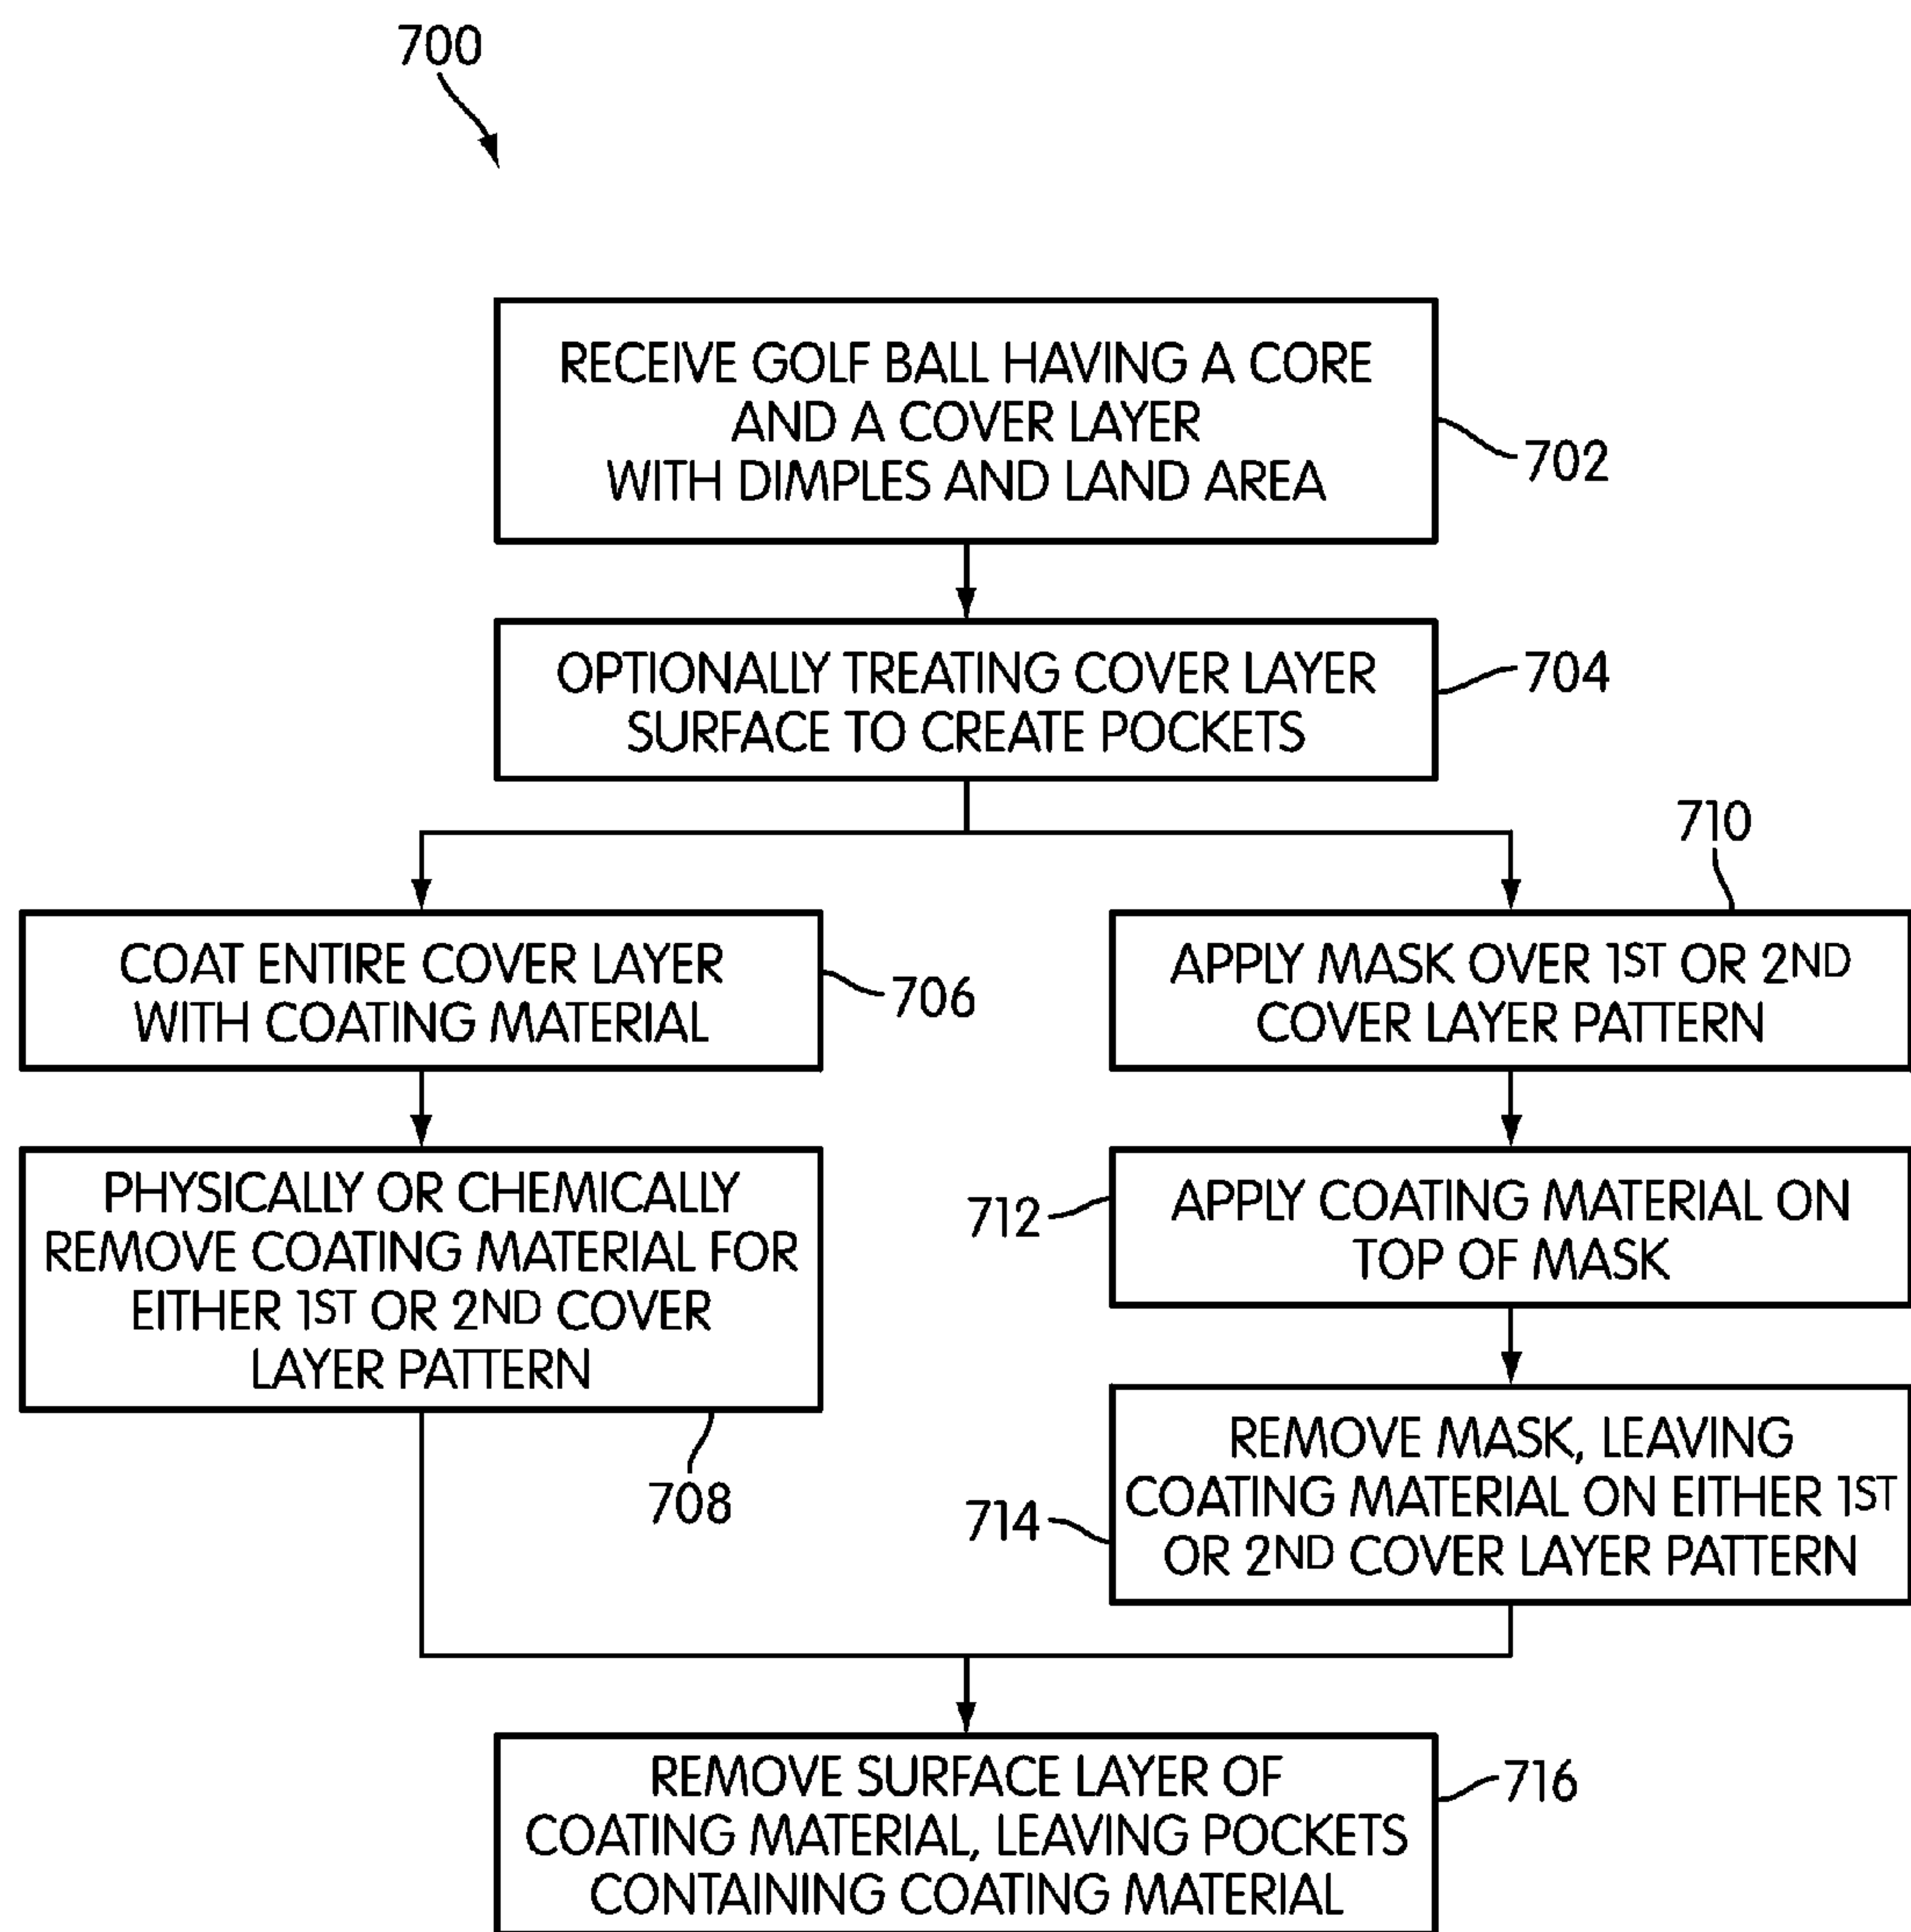 700
RECEIVE GOLF BALL HAVING A CORE
AND A COVER LAYER
WITH DIMPLES AND LAND AREA
702
OPTIONALLY TREATING COVER LAYER
SURFACE TO CREATE POCKETS
704
COAT ENTIRE COVER LAYER
WITH COATING MATERIAL
706
PHYSICALLY OR CHEMICALLY
REMOVE COATING MATERIAL FOR
EITHER 1ST OR 2ND COVER
LAYER PATTERN
708
710
APPLY MASK OVER 1ST OR 2ND
COVER LAYER PATTERN
712
APPLY COATING MATERIAL ON
TOP OF MASK
714
REMOVE MASK, LEAVING
COATING MATERIAL ON EITHER 1ST
OR 2ND COVER LAYER PATTERN
REMOVE SURFACE LAYER OF
COATING MATERIAL, LEAVING POCKETS
CONTAINING COATING MATERIAL
716